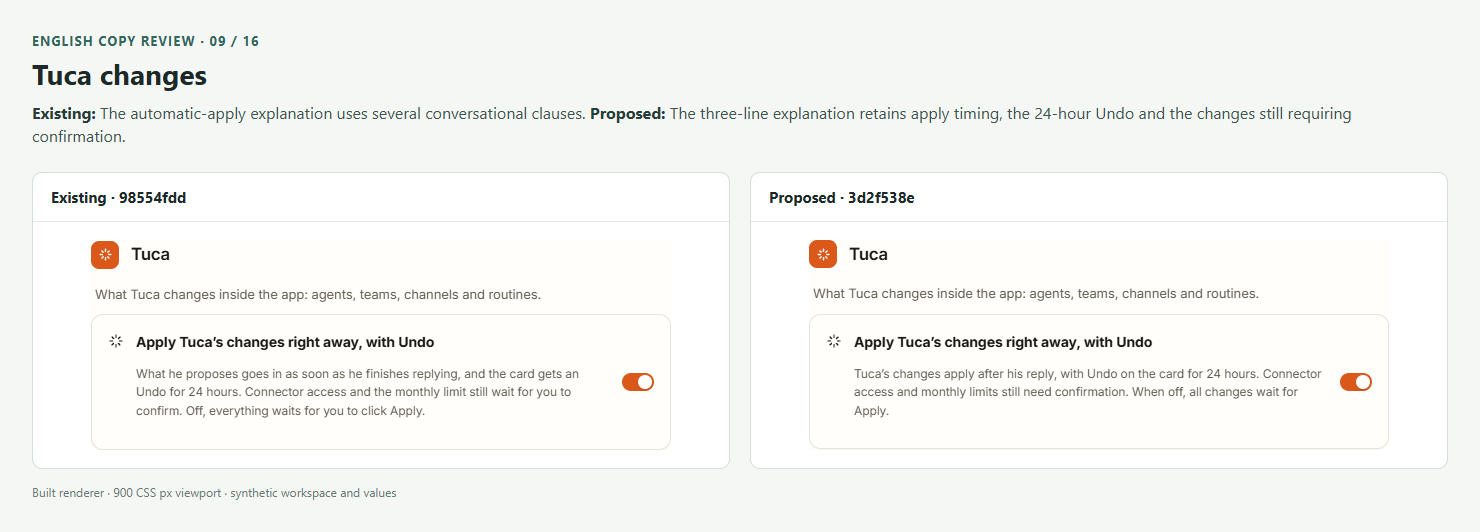 ENGLISH COPY REVIEW · 09 / 16
Tuca changes
Existing: The automatic-apply explanation uses several conversational clauses. Proposed: The three-line explanation retains apply timing, the 24-hour Undo and the changes still requiring
confirmation.
Existing · 98554fdd
Tuca
What Tuca changes inside the app: agents, teams, channels and routines.
Apply Tuca’s changes right away, with Undo
What he proposes goes in as soon as he finishes replying, and the card gets an
Undo for 24 hours. Connector access and the monthly limit still wait for you to
confirm. Off, everything waits for you to click Apply.
Proposed · 3d2f538e
Tuca
What Tuca changes inside the app: agents, teams, channels and routines.
Apply Tuca’s changes right away, with Undo
Tuca’s changes apply after his reply, with Undo on the card for 24 hours. Connector
access and monthly limits still need confirmation. When off, all changes wait for
Apply.
Built renderer · 900 CSS px viewport · synthetic workspace and values